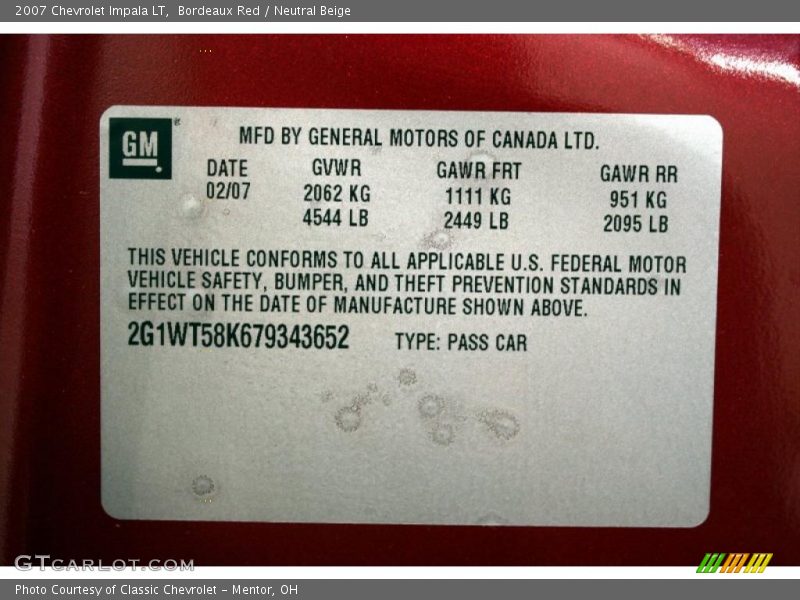 2007 Chevrolet Impala LT, Bordeaux Red / Neutral Beige
GM
MFD BY GENERAL MOTORS OF CANADA LTD.
DATE GVWR GAWR FRT GAWR RR
02/07 2062 KG 1111 KG 951 KG
4544 LB 2449 LB 2095 LB
THIS VEHICLE CONFORMS TO ALL APPLICABLE U.S. FEDERAL MOTOR
VEHICLE SAFETY, BUMPER, AND THEFT PREVENTION STANDARDS IN
EFFECT ON THE DATE OF MANUFACTURE SHOWN ABOVE.
2G1WT58K679343652 TYPE: PASS CAR
GTCARLOT.COM
Photo Courtesy of Classic Chevrolet - Mentor, OH